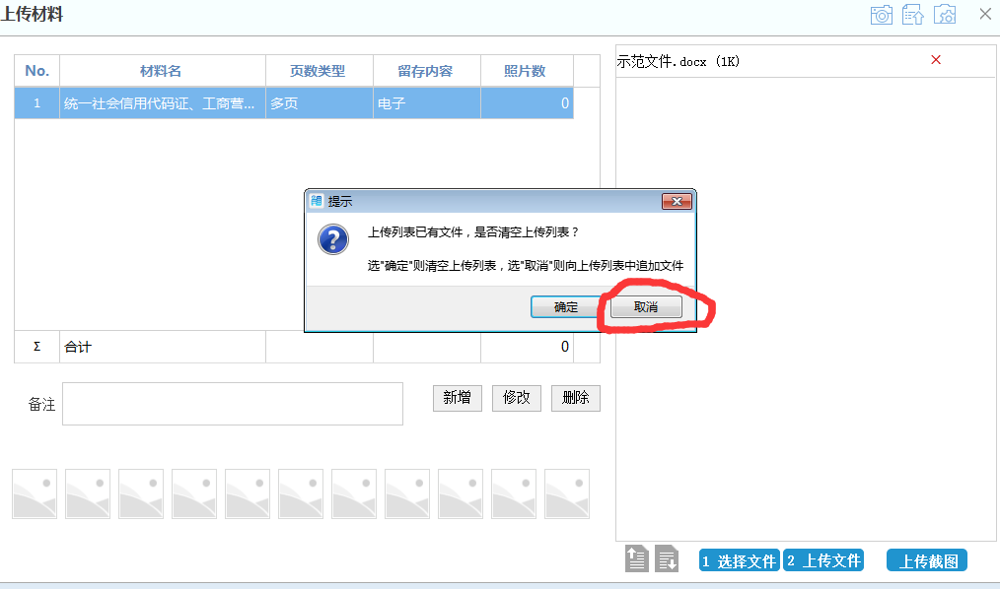 上传材料
No. 材料名 页数类型 留存内容 照片数
1 统一社会信用代码证、工商营... 多页 电子 0
示范文件.docx (1K)
提示
上传列表已有文件，是否清空上传列表？
选"确定"则清空上传列表，选"取消"则向上传列表中追加文件
确定 取消
Σ 合计 0
备注
新增 修改 删除
1 选择文件 2 上传文件 上传截图